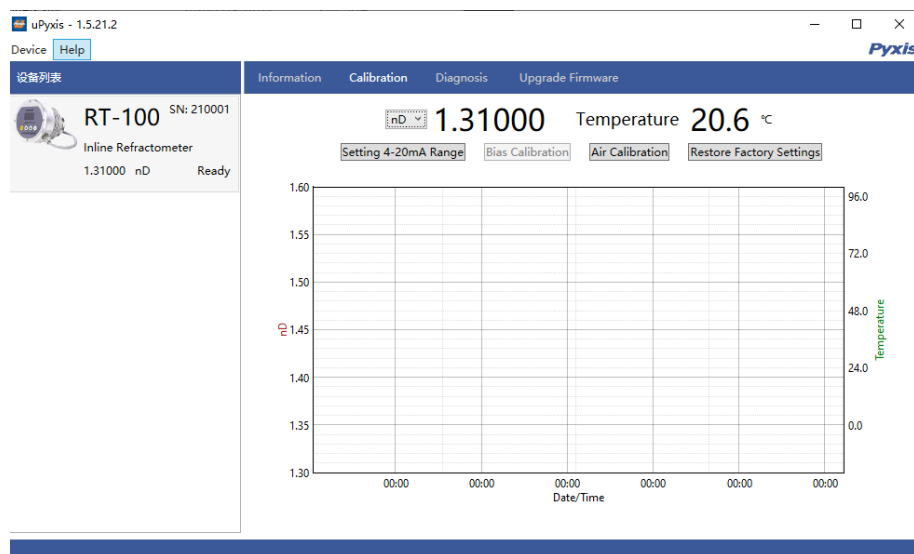 uPyxis - 1.5.21.2
Device Help
Pyxis
设备列表
Information Calibration Diagnosis Upgrade Firmware
RT-100 SN: 210001
Inline Refractometer
1.31000 nD Ready
nD 1.31000 Temperature 20.6 ℃
Setting 4-20mA Range Bias Calibration Air Calibration Restore Factory Settings
1.60
1.55
1.50
1.45
1.40
1.35
1.30
nD
96.0
72.0
48.0
24.0
0.0
Temperature
00:00 00:00 00:00 00:00 00:00 00:00
Date/Time